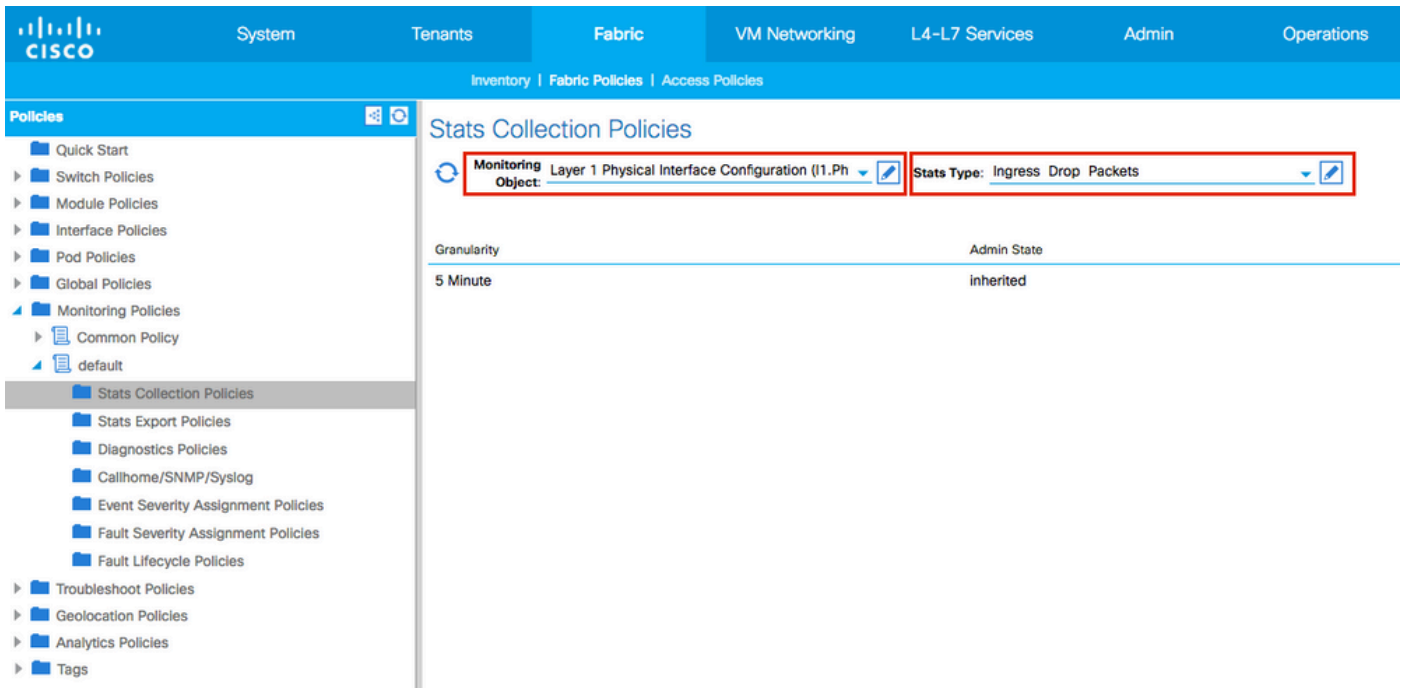 CISCO
System Tenants Fabric VM Networking L4-L7 Services Admin Operations
Inventory | Fabric Policies | Access Policies
Policies
Quick Start
Switch Policies
Module Policies
Interface Policies
Pod Policies
Global Policies
Monitoring Policies
Common Policy
default
Stats Collection Policies
Stats Export Policies
Diagnostics Policies
Callhome/SNMP/Syslog
Event Severity Assignment Policies
Fault Severity Assignment Policies
Fault Lifecycle Policies
Troubleshoot Policies
Geolocation Policies
Analytics Policies
Tags
Stats Collection Policies
Monitoring Object: Layer 1 Physical Interface Configuration (l1.Ph
Stats Type: Ingress Drop Packets
Granularity Admin State
5 Minute inherited